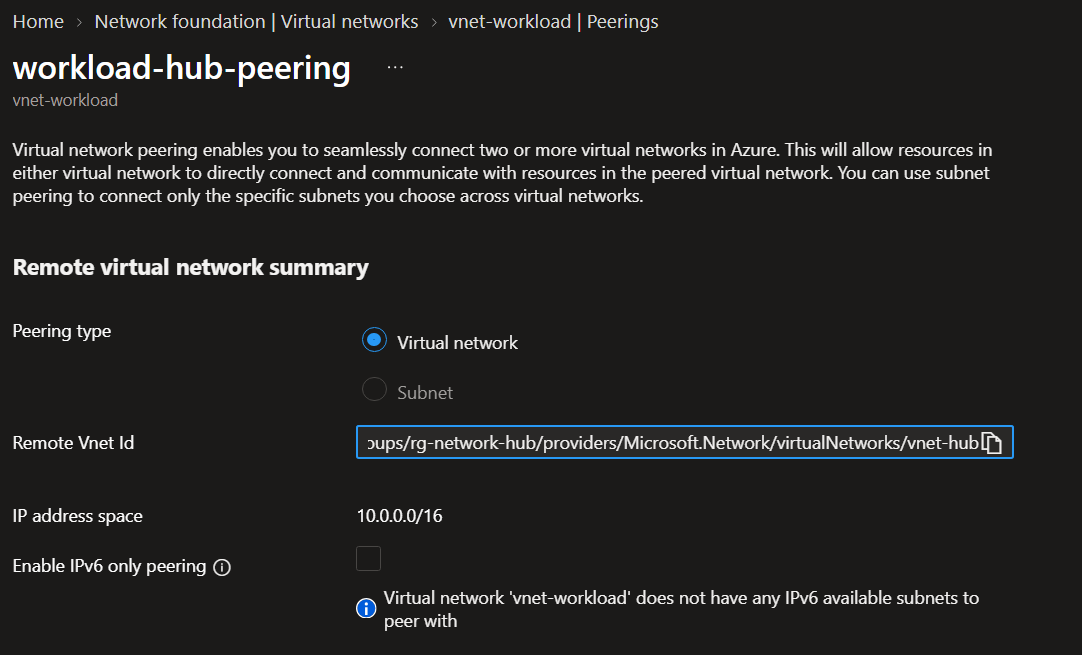 Home > Network foundation | Virtual networks > vnet-workload | Peerings
workload-hub-peering ...
vnet-workload
Virtual network peering enables you to seamlessly connect two or more virtual networks in Azure. This will allow resources in
either virtual network to directly connect and communicate with resources in the peered virtual network. You can use subnet
peering to connect only the specific subnets you choose across virtual networks.
Remote virtual network summary
Peering type
Virtual network
Subnet
Remote Vnet Id
oups/rg-network-hub/providers/Microsoft.Network/virtualNetworks/vnet-hub
IP address space
10.0.0.0/16
Enable IPv6 only peering
Virtual network 'vnet-workload' does not have any IPv6 available subnets to
peer with